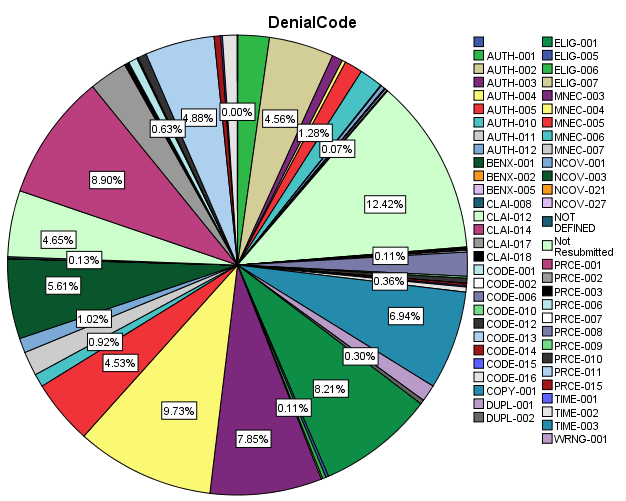 DenialCode
0.00%
4.56%
1.28%
0.07%
12.42%
0.11%
0.36%
6.94%
0.30%
8.21%
0.11%
7.85%
9.73%
4.53%
0.92%
1.02%
5.61%
0.13%
4.65%
8.90%
0.63%
4.88%
AUTH-001
AUTH-002
AUTH-003
AUTH-004
AUTH-005
AUTH-010
AUTH-011
AUTH-012
BENX-001
BENX-002
BENX-005
CLAI-008
CLAI-012
CLAI-014
CLAI-017
CLAI-018
CODE-001
CODE-002
CODE-006
CODE-010
CODE-012
CODE-013
CODE-014
CODE-015
CODE-016
COPY-001
DUPL-001
DUPL-002
ELIG-001
ELIG-005
ELIG-006
ELIG-007
MNEC-003
MNEC-004
MNEC-005
MNEC-006
MNEC-007
NCOV-001
NCOV-003
NCOV-021
NCOV-027
NOT
DEFINED
Not
Resubmitted
PRCE-001
PRCE-002
PRCE-003
PRCE-006
PRCE-007
PRCE-008
PRCE-009
PRCE-010
PRCE-011
PRCE-015
TIME-001
TIME-002
TIME-003
WRNG-001